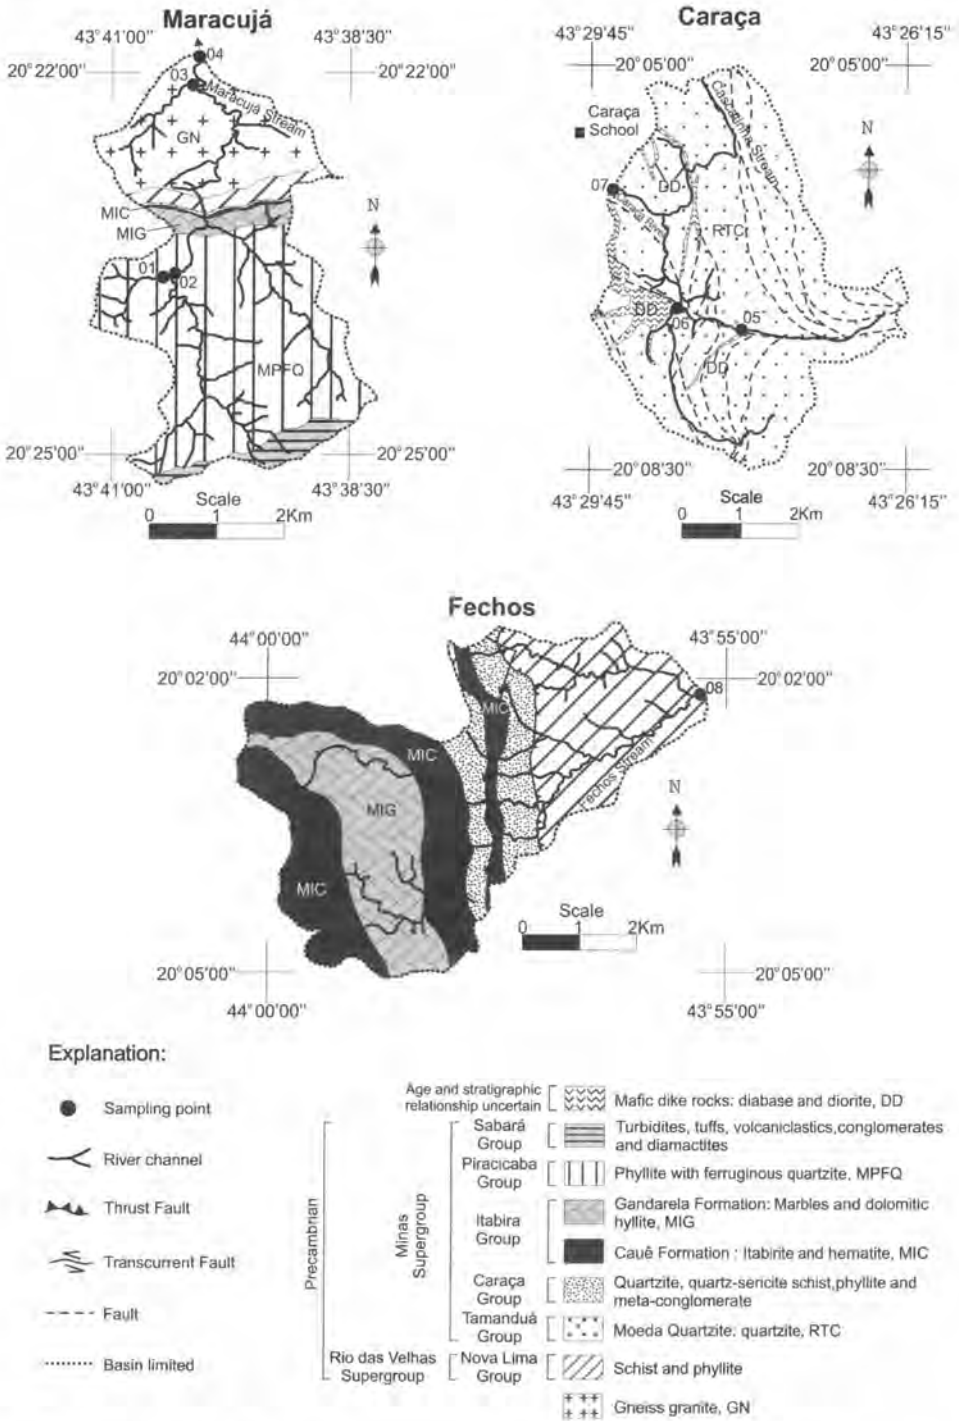 Maracujá
43°41'00"
43°38'30"
20°22'00"
20°22'00"
04
03
Maracujá Stream
GN
MIC
MIG
N
01
02
MPFQ
20°25'00"
20°25'00"
43°41'00"
43°38'30"
Scale
0 1 2Km
Caraça
43°29'45"
43°26'15"
20°05'00"
20°05'00"
Caraça
School
Cascatinha Stream
N
07
DD
Caraça River
RTC
DD
06
05
DD
20°08'30"
20°08'30"
43°29'45"
43°26'15"
Scale
0 1 2Km
Fechos
44°00'00"
43°55'00"
20°02'00"
20°02'00"
08
MIC
MIC
Fechos Stream
N
MIG
MIC
Scale
0 1 2Km
20°05'00"
20°05'00"
44°00'00"
43°55'00"
Explanation:
Sampling point
River channel
Thrust Fault
Transcurrent Fault
Fault
Basin limited
Precambrian
Minas
Supergroup
Rio das Velhas
Supergroup
Age and stratigraphic
relationship uncertain
Mafic dike rocks: diabase and diorite, DD
Sabará
Group
Turbidites, tuffs, volcaniclastics,conglomerates
and diamactites
Piracicaba
Group
Phyllite with ferruginous quartzite, MPFQ
Itabira
Group
Gandarela Formation: Marbles and dolomitic
hyllite, MIG
Cauê Formation : Itabirite and hematite, MIC
Caraça
Group
Quartzite, quartz-sericite schist,phyllite and
meta-conglomerate
Tamanduá
Group
Moeda Quartzite: quartzite, RTC
Nova Lima
Group
Schist and phyllite
Gneiss granite, GN